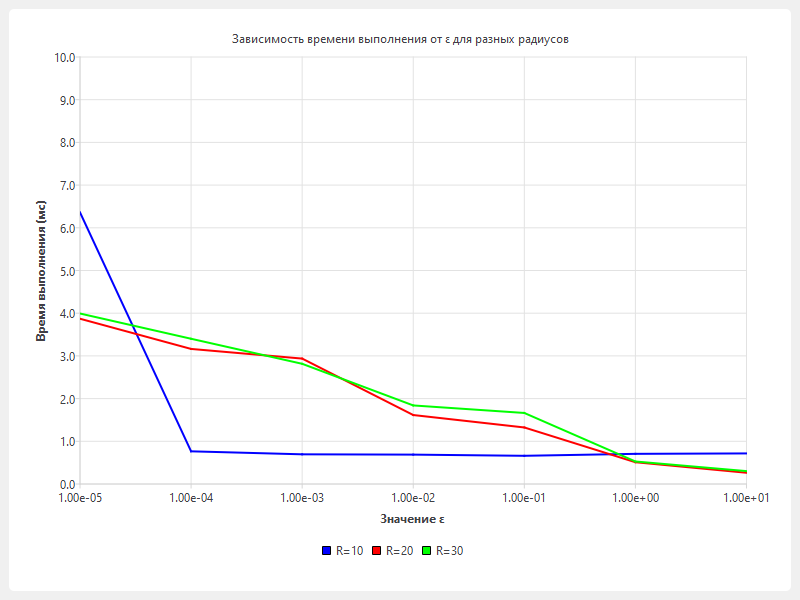 Зависимость времени выполнения от ε для разных радиусов
10.0
9.0
8.0
7.0
6.0
5.0
4.0
3.0
2.0
1.0
0.0
Время выполнения (мс)
1.00e-05 1.00e-04 1.00e-03 1.00e-02 1.00e-01 1.00e+00 1.00e+01
Значение ε
R=10 R=20 R=30